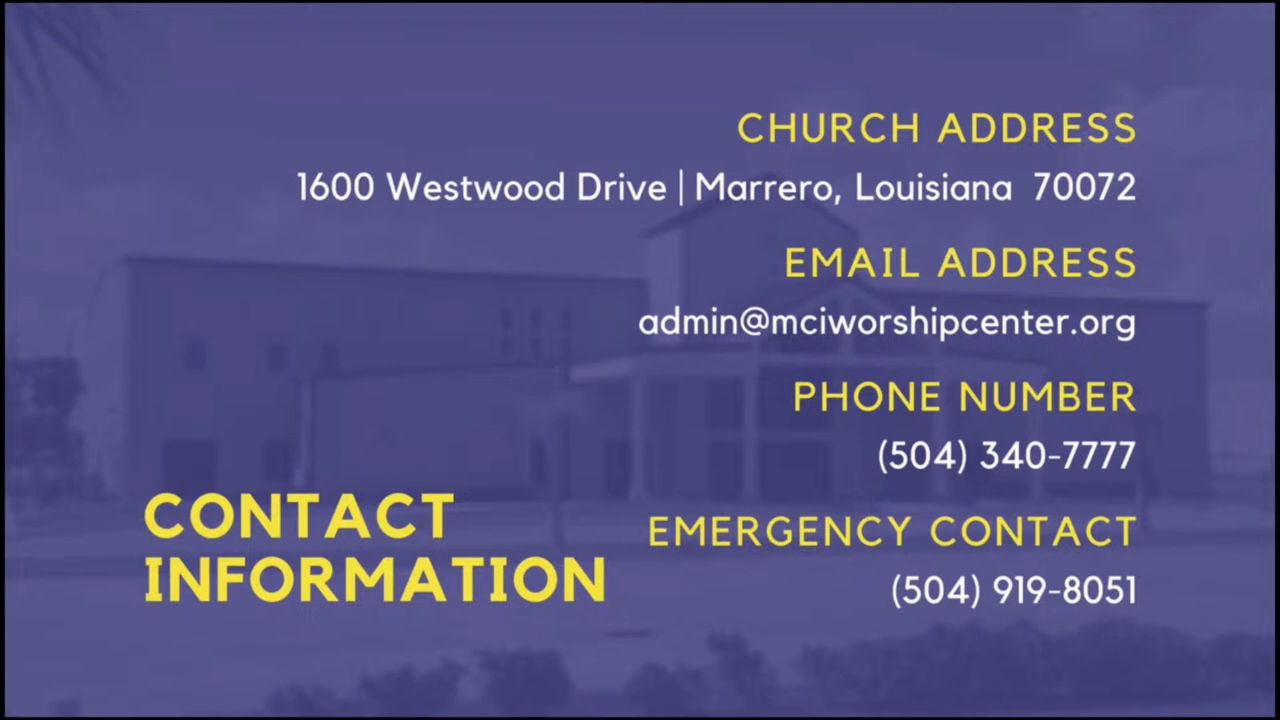 CHURCH ADDRESS
1600 Westwood Drive | Marrero, Louisiana 70072
EMAIL ADDRESS
admin@mciworshipcenter.org
PHONE NUMBER
(504) 340-7777
EMERGENCY CONTACT
(504) 919-8051
CONTACT
INFORMATION